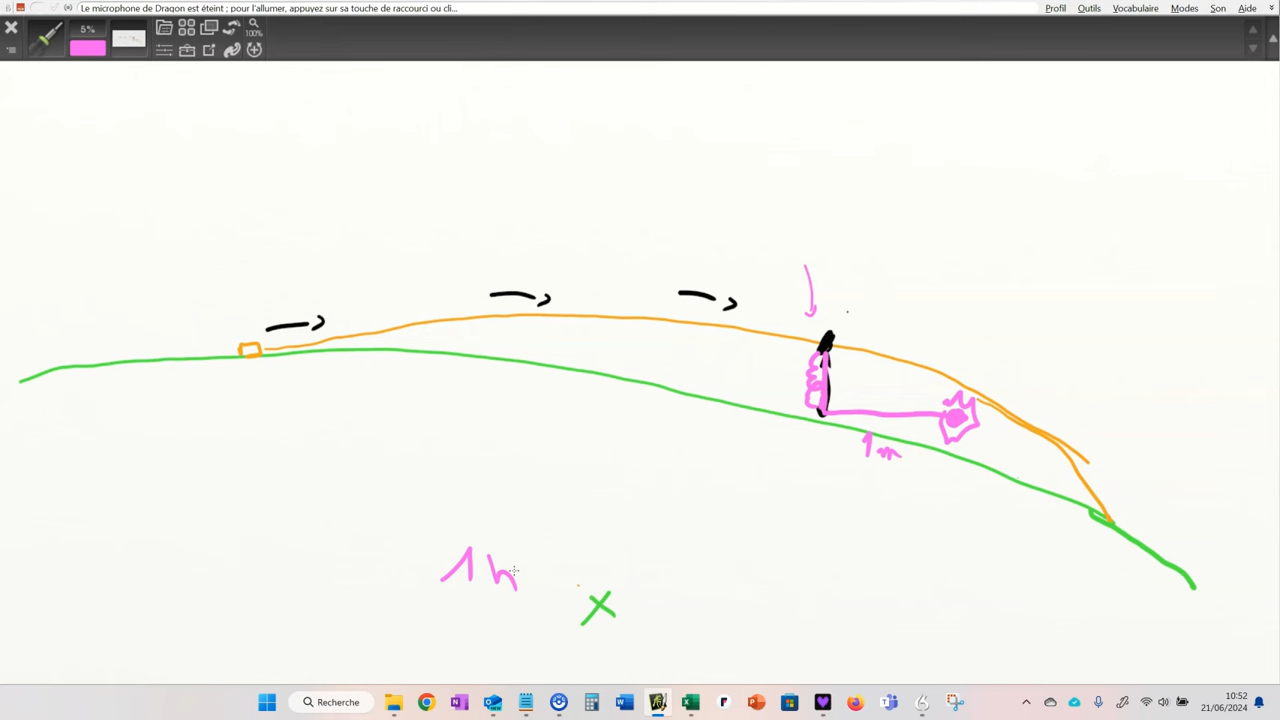 Le microphone de Dragon est éteint ; pour l'allumer, appuyez sur sa touche de raccourci ou cli...
Profil Outils Vocabulaire Modes Son Aide
5%
100%
1m
1h
x
Recherche
10:52
21/06/2024